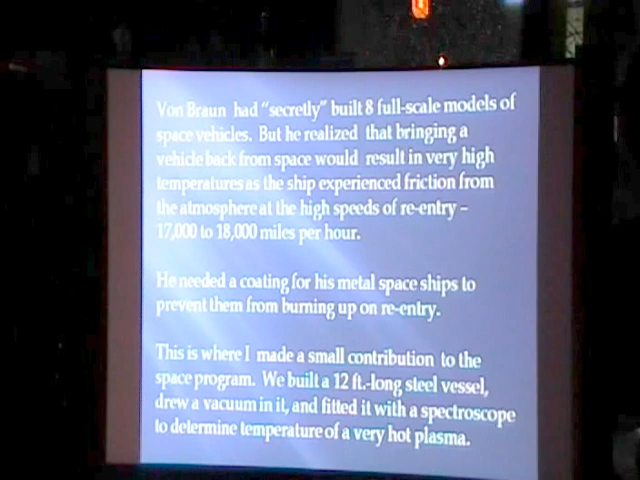 Von Braun had “secretly” built 8 full-scale models of
space vehicles. But he realized that bringing a
vehicle back from space would result in very high
temperatures as the ship experienced friction from
the atmosphere at the high speeds of re-entry –
17,000 to 18,000 miles per hour.
He needed a coating for his metal space ships to
prevent them from burning up on re-entry.
This is where I made a small contribution to the
space program. We built a 12 ft.-long steel vessel,
drew a vacuum in it, and fitted it with a spectroscope
to determine temperature of a very hot plasma.